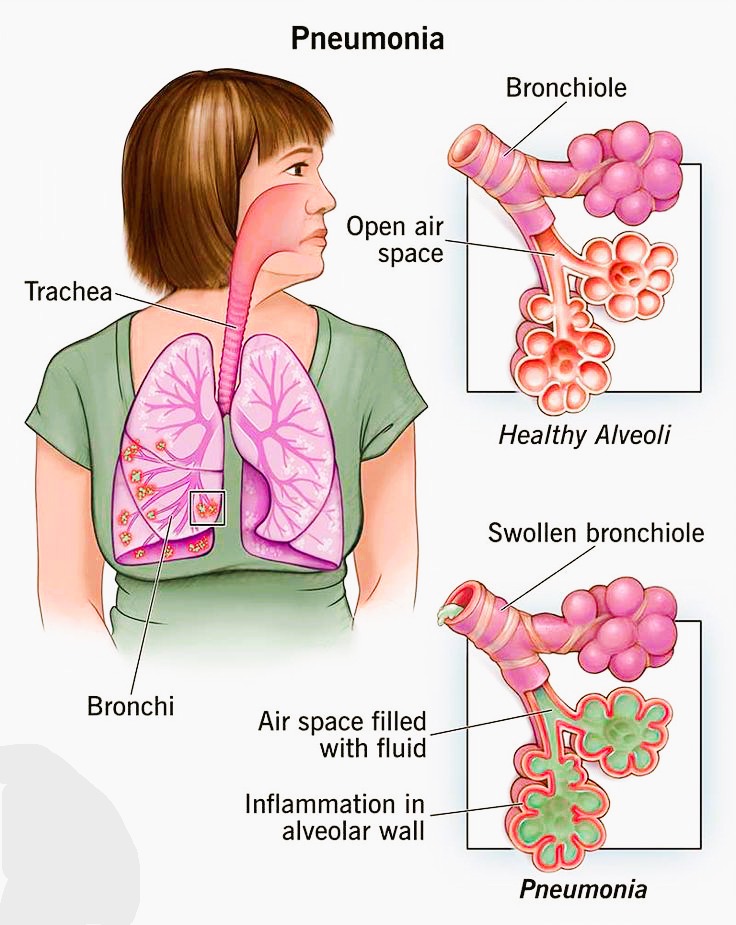 Pneumonia
Bronchiole
Open air
space
Trachea
Healthy Alveoli
Swollen bronchiole
Bronchi
Air space filled
with fluid
Inflammation in
alveolar wall
Pneumonia